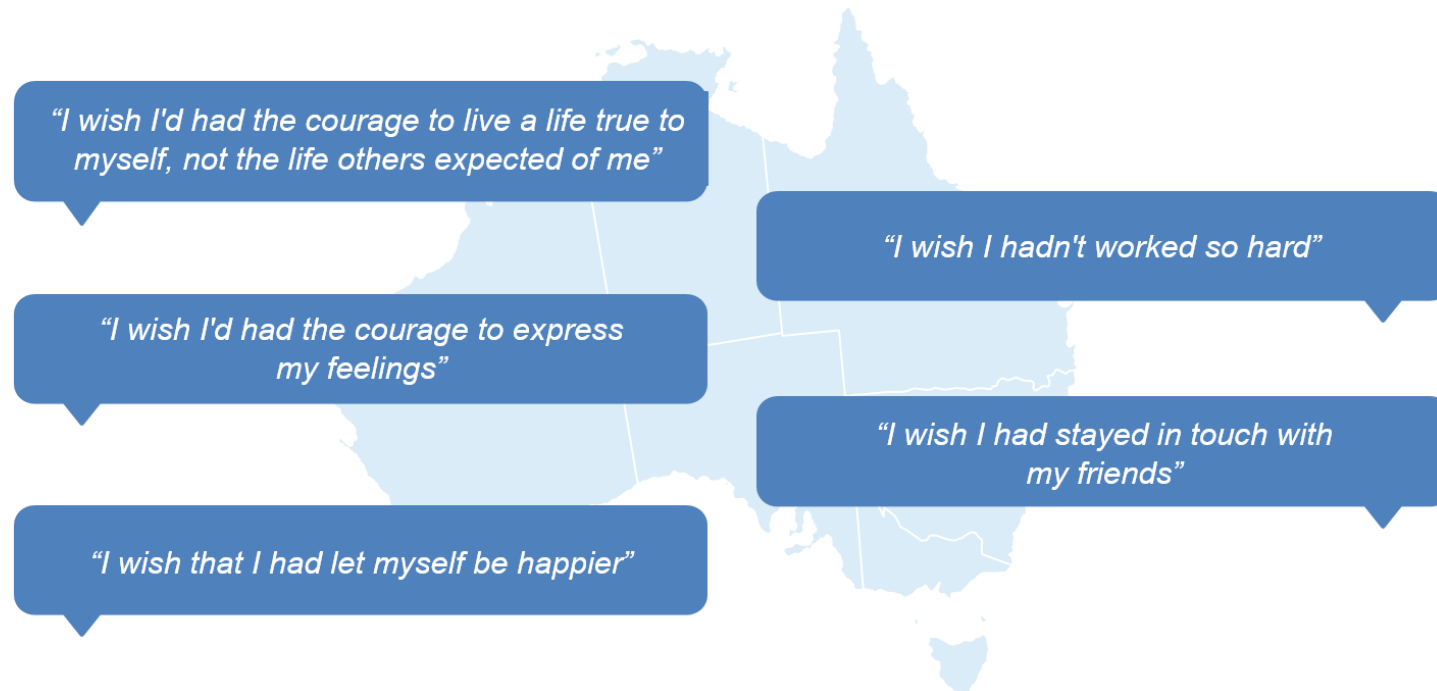 “I wish I'd had the courage to live a life true to
myself, not the life others expected of me”
“I wish I hadn't worked so hard”
“I wish I'd had the courage to express
my feelings”
“I wish I had stayed in touch with
my friends”
“I wish that I had let myself be happier”